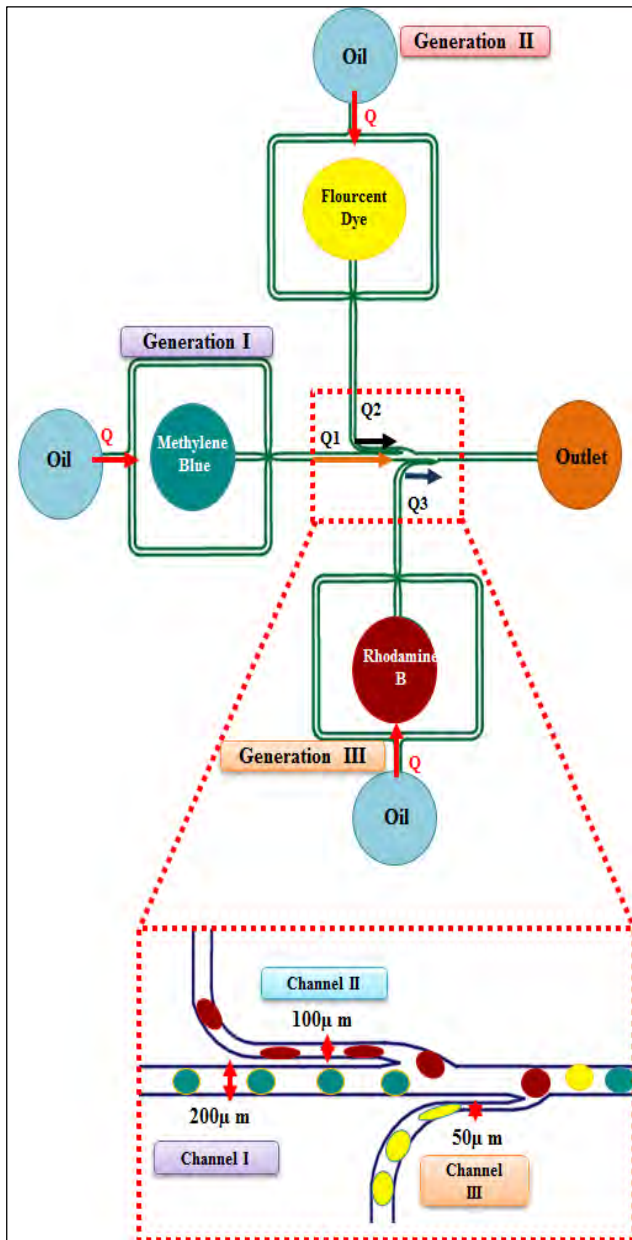 Oil
Generation II
Q
Flourcent
Dye
Generation I
Q2
Q
Q1
Oil
Methylene
Blue
Outlet
Q3
Rhodamine
B
Generation III
Q
Oil
Channel II
100μ m
200μ m
50μ m
Channel I
Channel
III